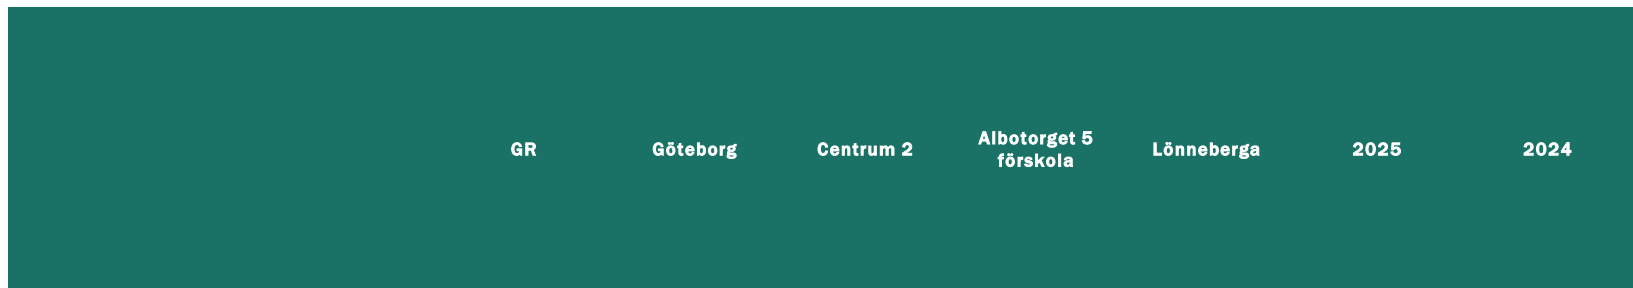 GR
Göteborg
Centrum 2
Albotorget 5
förskola
Lönneberga
2025
2024